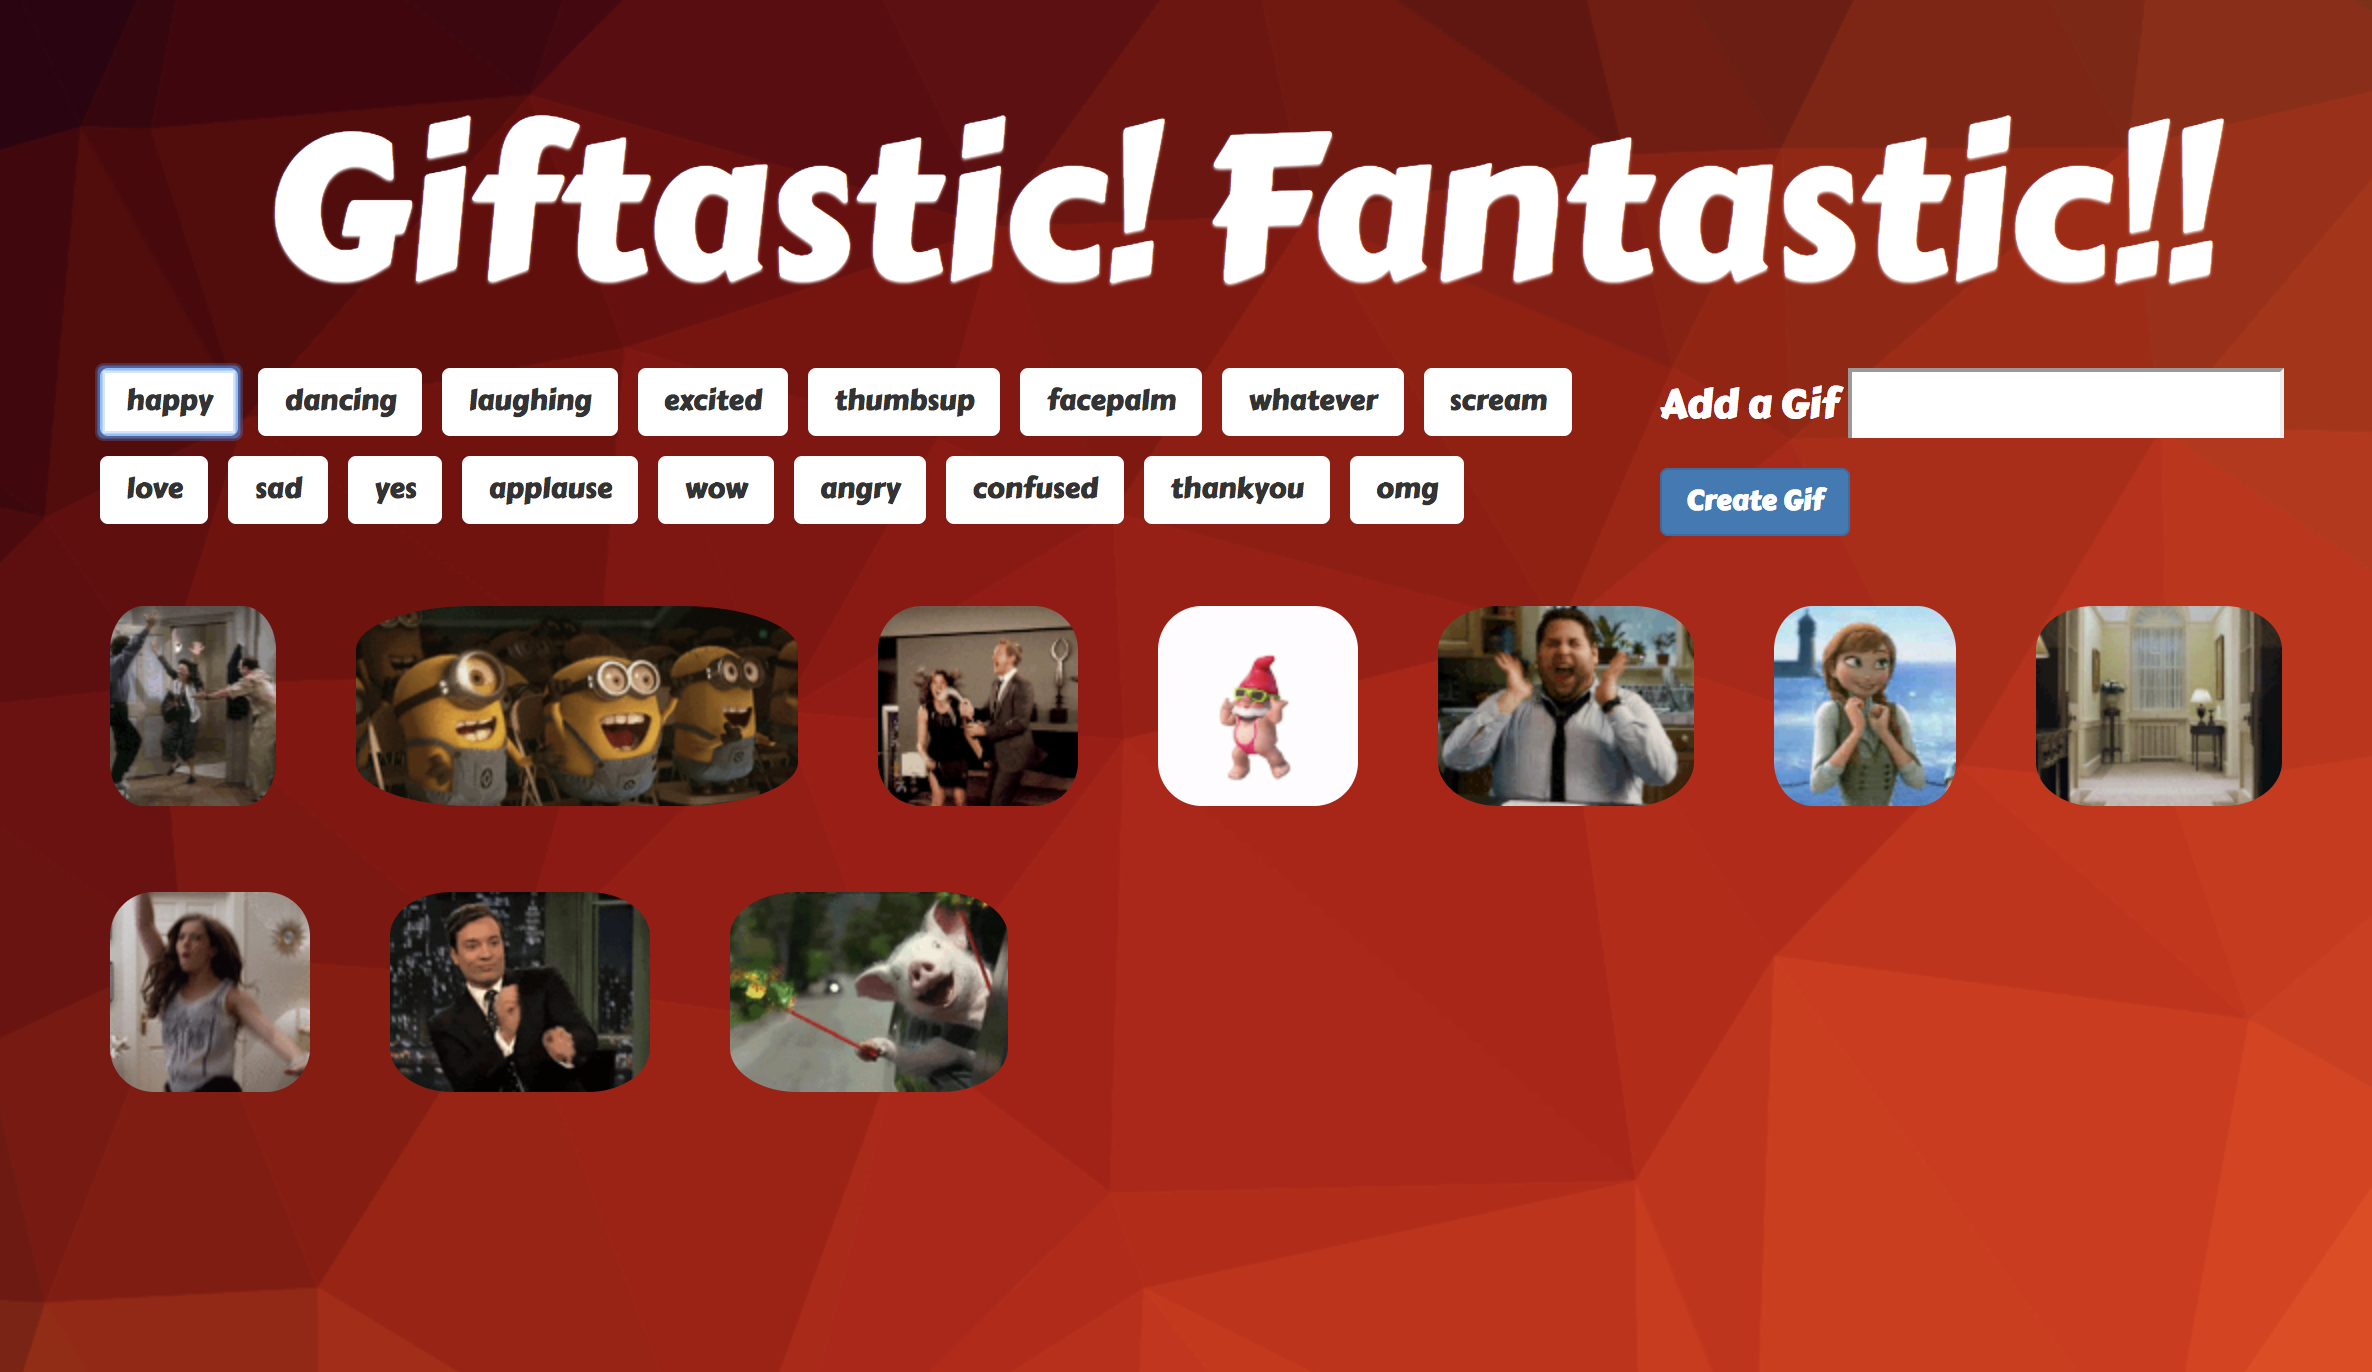 Giftastic! Fantastic!!
happy dancing laughing excited thumbsup facepalm whatever scream
love sad yes applause wow angry confused thankyou omg
Add a Gif
Create Gif